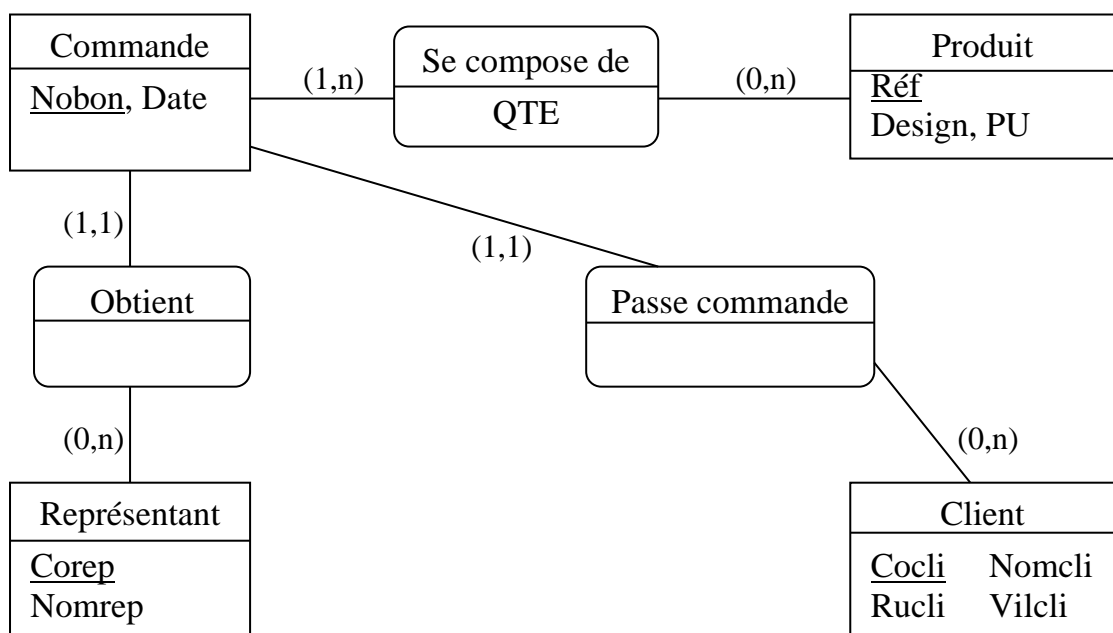 Commande
Nobon, Date
(1,n)
Se compose de
QTE
(0,n)
Produit
Réf
Design, PU
(1,1)
(1,1)
Obtient
Passe commande
(0,n)
(0,n)
Représentant
Corep
Nomrep
Client
Cocli Nomcli
Rucli Vilcli